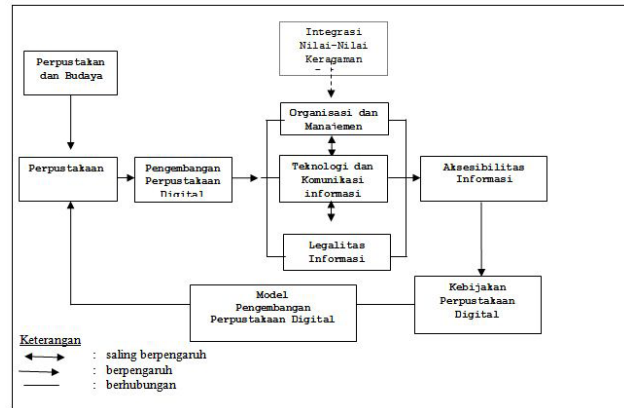 Integrasi
Nilai-Nilai
Keragaman
Perpustakan
dan Budaya
Organisasi dan
Manajemen
Perpustakaan
Pengembangan
Perpustakaan
Digital
Teknologi dan
Komunikasi
informasi
Aksesibilitas
Informasi
Legalitas
Informasi
Model
Pengembangan
Perpustakaan Digital
Kebijakan
Perpustakaan
Digital
Keterangan
: saling berpengaruh
: berpengaruh
: berhubungan